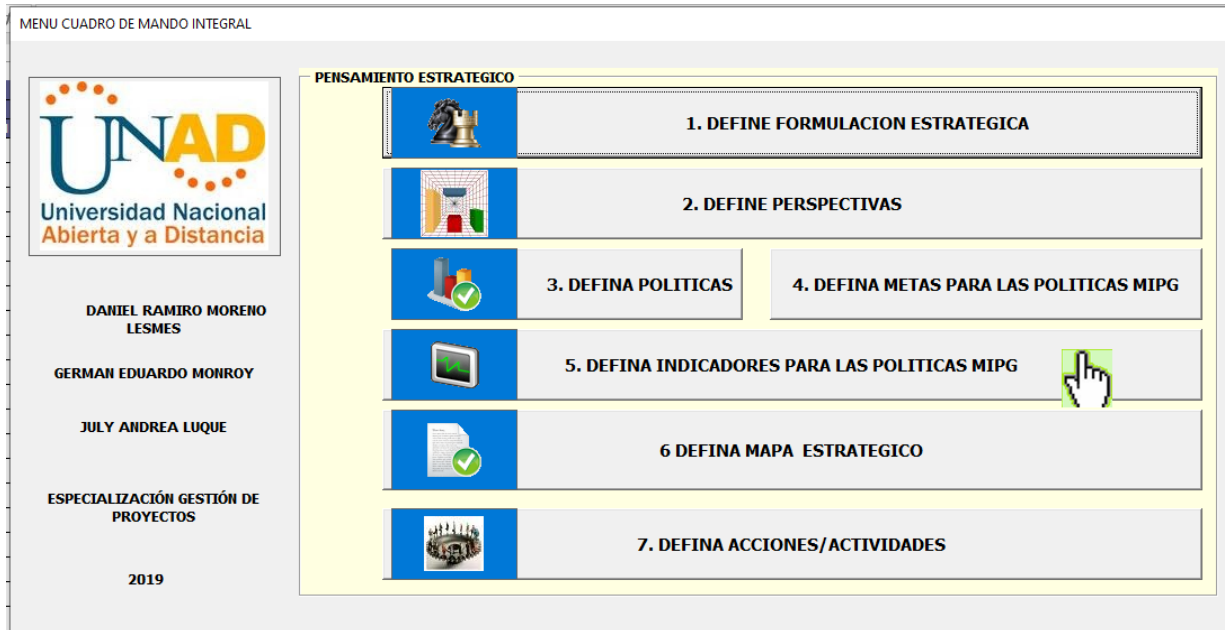 MENU CUADRO DE MANDO INTEGRAL
UNAD
Universidad Nacional
Abierta y a Distancia
DANIEL RAMIRO MORENO
LESMES
GERMAN EDUARDO MONROY
JULY ANDREA LUQUE
ESPECIALIZACIÓN GESTIÓN DE
PROYECTOS
2019
PENSAMIENTO ESTRATEGICO
1. DEFINE FORMULACION ESTRATEGICA
2. DEFINE PERSPECTIVAS
3. DEFINA POLITICAS
4. DEFINA METAS PARA LAS POLITICAS MIPG
5. DEFINA INDICADORES PARA LAS POLITICAS MIPG
6 DEFINA MAPA ESTRATEGICO
7. DEFINA ACCIONES/ACTIVIDADES